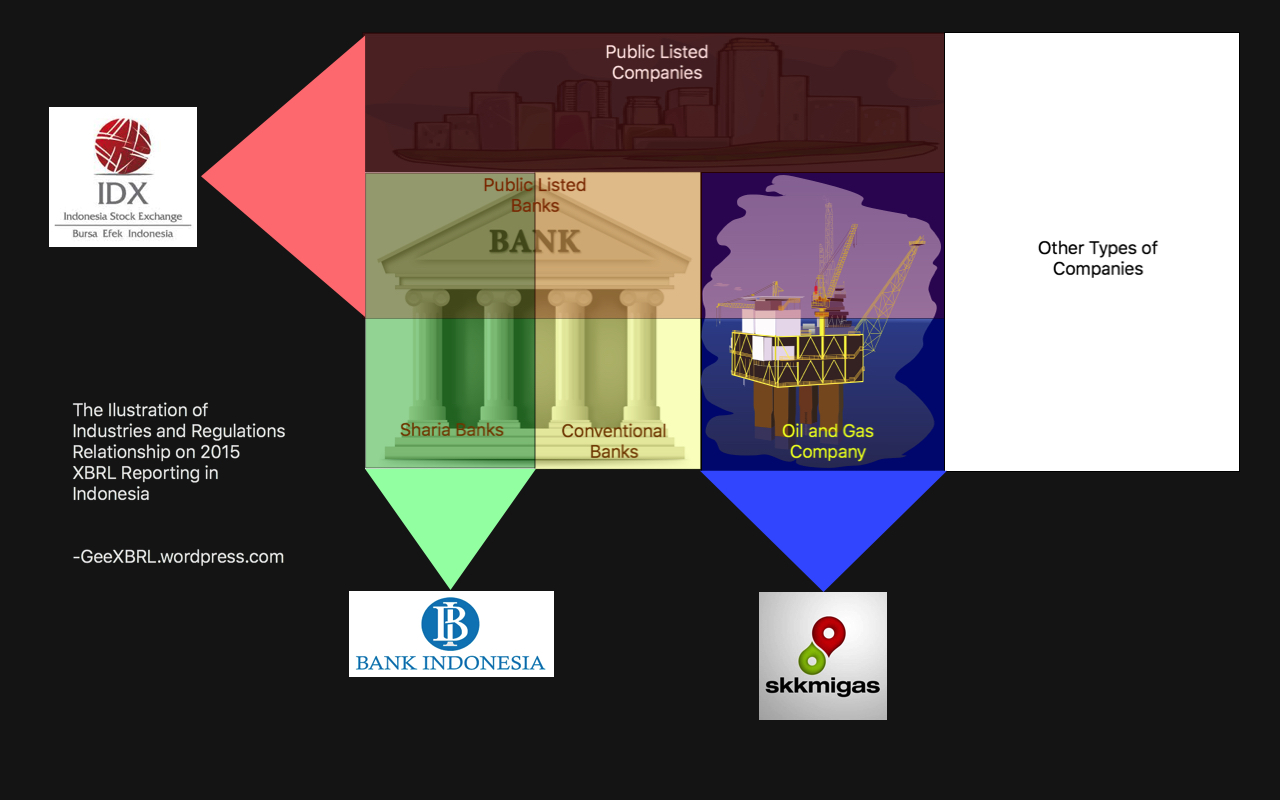 Public Listed
Companies
IDX
Indonesia Stock Exchange
Bursa Efek Indonesia
Public Listed
Banks
BANK
Other Types of
Companies
Sharia Banks
Conventional
Banks
Oil and Gas
Company
The Ilustration of
Industries and Regulations
Relationship on 2015
XBRL Reporting in
Indonesia
-GeeXBRL.wordpress.com
BANK INDONESIA
skkmigas